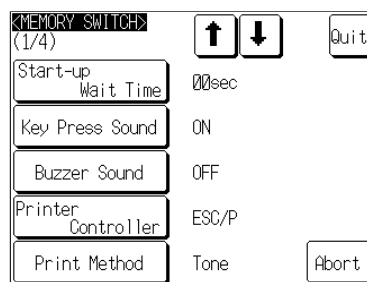 <MEMORY SWITCH>
(1/4)
Quit
Start-up
Wait Time
00sec
Key Press Sound
ON
Buzzer Sound
OFF
Printer
Controller
ESC/P
Print Method
Tone
Abort